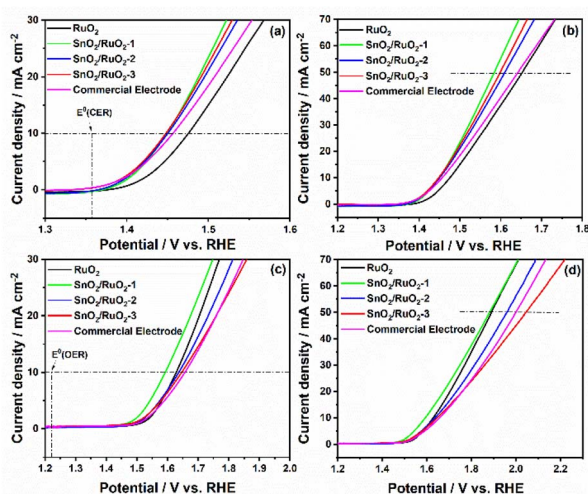 (a)
RuO2
SnO2/RuO2-1
SnO2/RuO2-2
SnO2/RuO2-3
Commercial Electrode
E0(CER)
Current density / mA cm-2
30
20
10
0
1.3 1.4 1.5 1.6
Potential / V vs. RHE
(b)
RuO2
SnO2/RuO2-1
SnO2/RuO2-2
SnO2/RuO2-3
Commercial Electrode
Current density / mA cm-2
70
60
50
40
30
20
10
0
1.2 1.3 1.4 1.5 1.6 1.7 1.8
Potential / V vs. RHE
(c)
RuO2
SnO2/RuO2-1
SnO2/RuO2-2
SnO2/RuO2-3
Commercial Electrode
E0(OER)
Current density / mA cm-2
30
20
10
0
1.2 1.3 1.4 1.5 1.6 1.7 1.8 1.9 2.0
Potential / V vs. RHE
(d)
RuO2
SnO2/RuO2-1
SnO2/RuO2-2
SnO2/RuO2-3
Commercial Electrode
Current density / mA cm-2
70
60
50
40
30
20
10
0
1.2 1.4 1.6 1.8 2.0 2.2
Potential / V vs. RHE